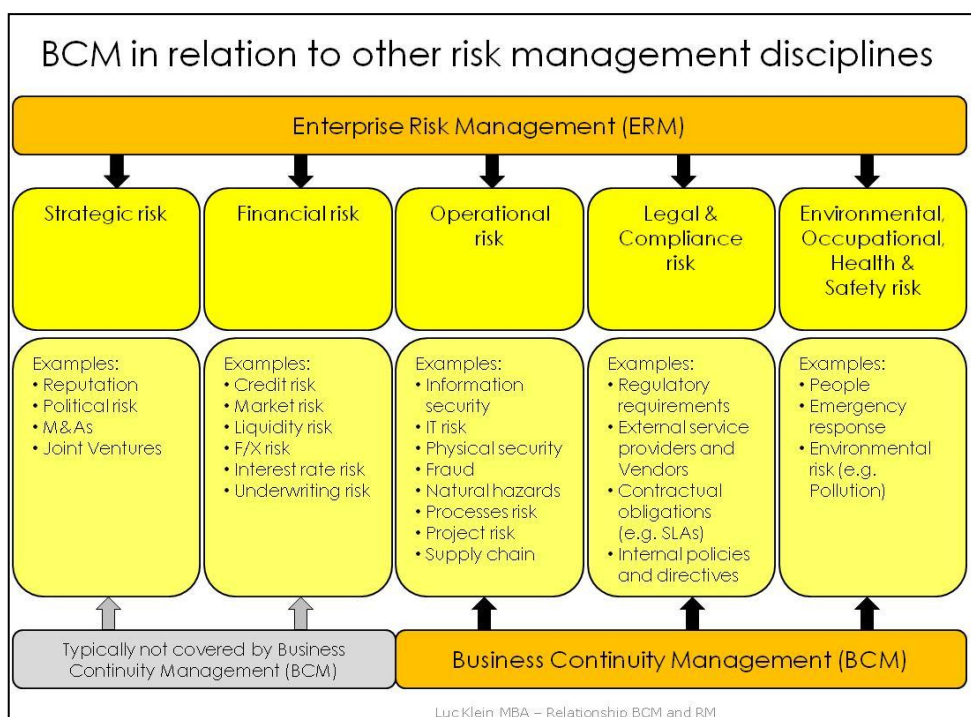 BCM in relation to other risk management disciplines
Enterprise Risk Management (ERM)
Strategic risk
Financial risk
Operational
risk
Legal &
Compliance
risk
Environmental,
Occupational,
Health &
Safety risk
Examples:
• Reputation
• Political risk
• M&As
• Joint Ventures
Examples:
• Credit risk
• Market risk
• Liquidity risk
• F/X risk
• Interest rate risk
• Underwriting risk
Examples:
• Information
security
• IT risk
• Physical security
• Fraud
• Natural hazards
• Processes risk
• Project risk
• Supply chain
Examples:
• Regulatory
requirements
• External service
providers and
Vendors
• Contractual
obligations
(e.g. SLAs)
• Internal policies
and directives
Examples:
• People
• Emergency
response
• Environmental
risk (e.g.
Pollution)
Typically not covered by Business
Continuity Management (BCM)
Business Continuity Management (BCM)
Luc Klein MBA – Relationship BCM and RM